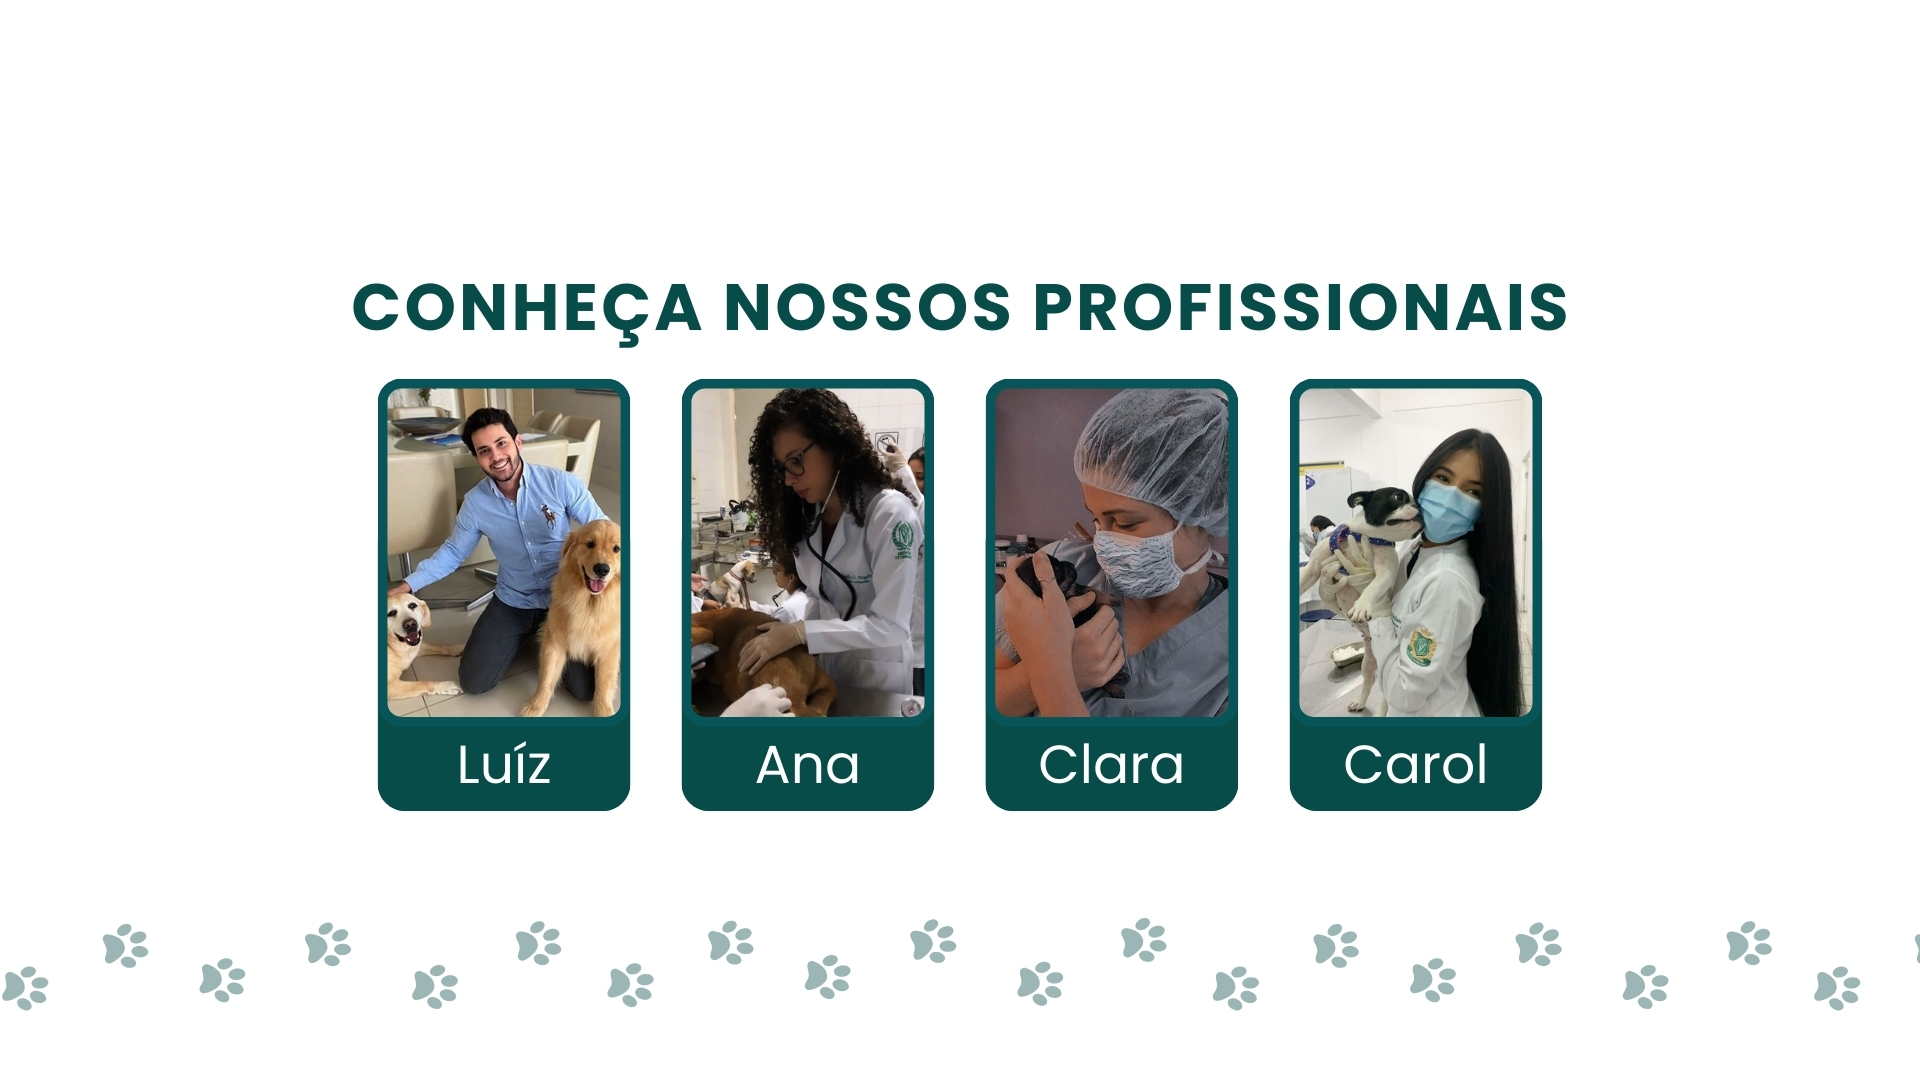 CONHEÇA NOSSOS PROFISSIONAIS
Luíz
Ana
Clara
Carol